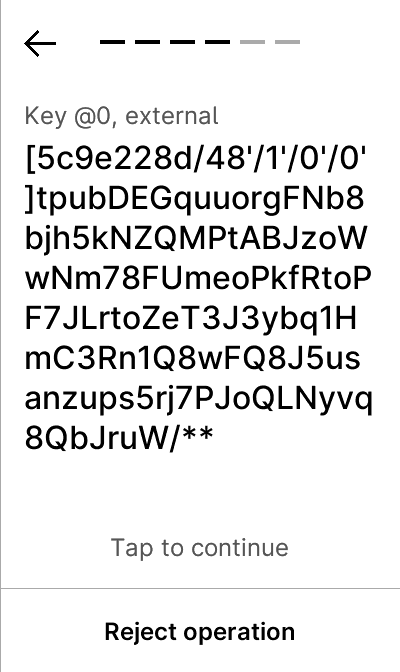 Key @0, external
[5c9e228d/48'/1'/0'/0'
]tpubDEGquuorgFNb8
bjh5kNZQMPtABJzoW
wNm78FUmeoPkfRtoP
F7JLrtoZeT3J3ybq1H
mC3Rn1Q8wFQ8J5us
anzups5rj7PJoQLNyvq
8QbJruW/**
Tap to continue
Reject operation